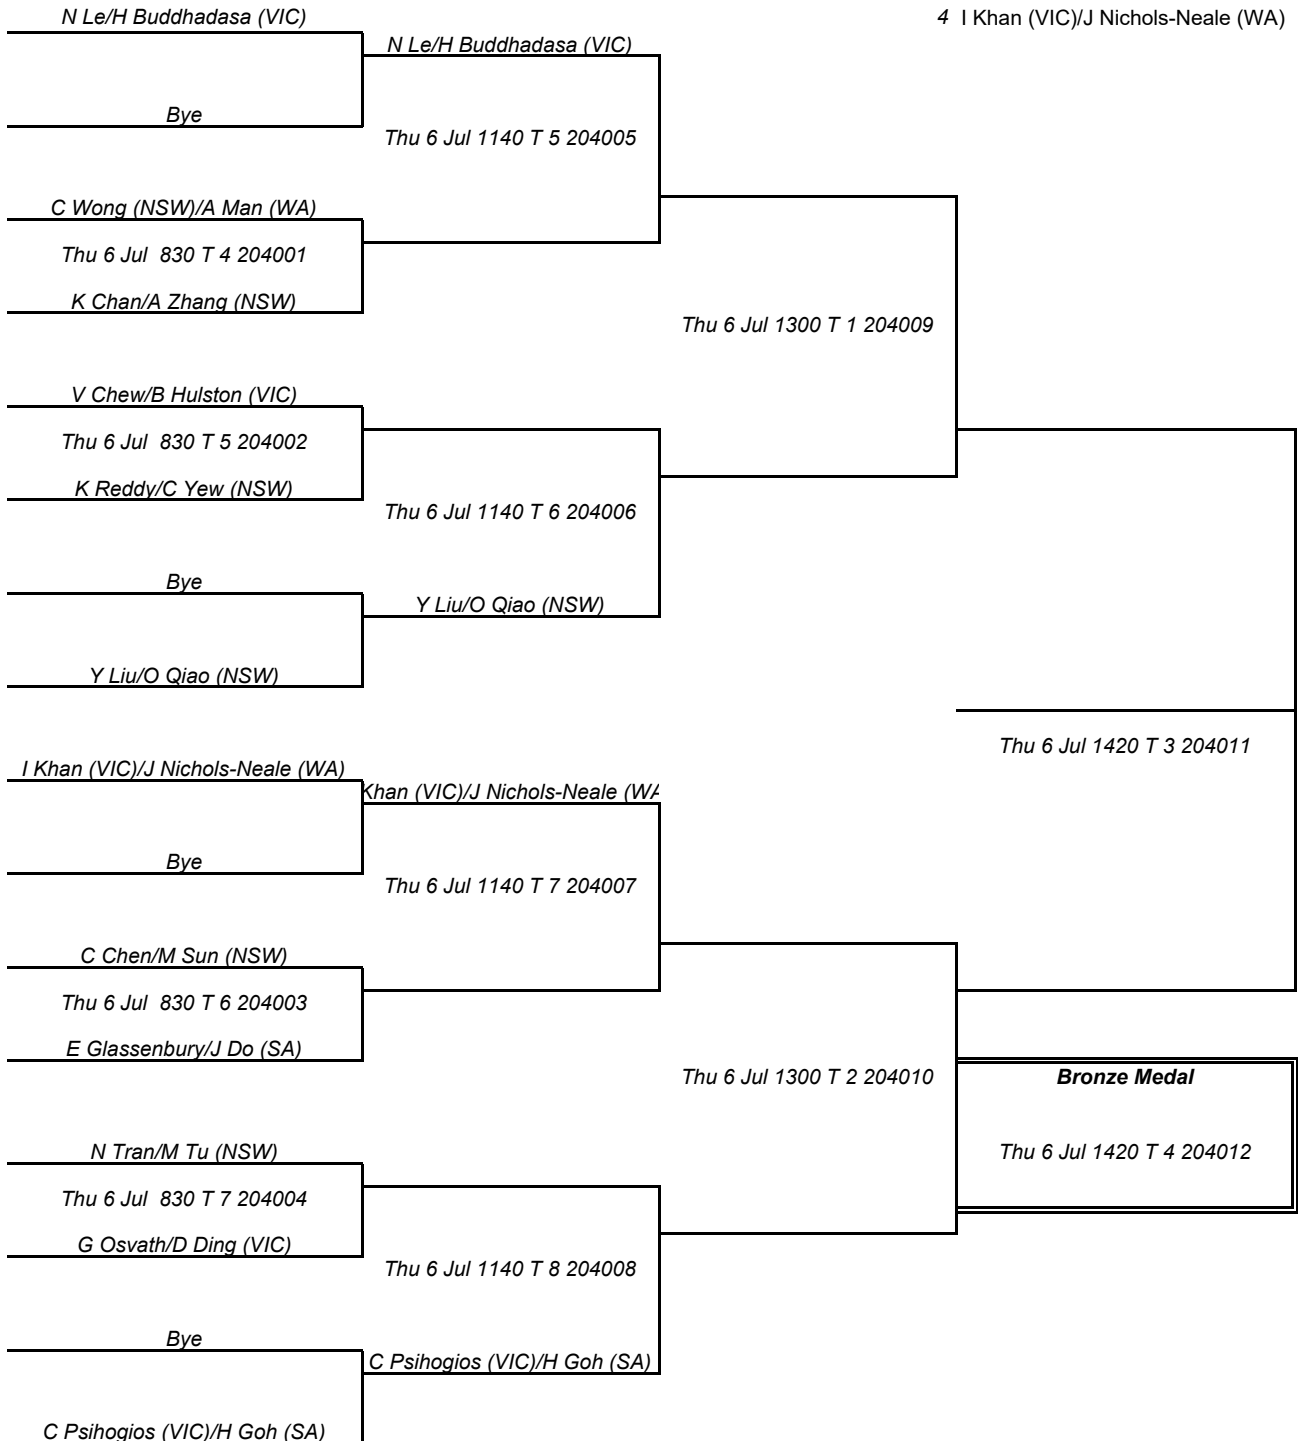 N Le/H Buddhadasa (VIC)
4 I Khan (VIC)/J Nichols-Neale (WA)
N Le/H Buddhadasa (VIC)
Bye
Thu 6 Jul 1140 T 5 204005
C Wong (NSW)/A Man (WA)
Thu 6 Jul 830 T 4 204001
K Chan/A Zhang (NSW)
Thu 6 Jul 1300 T 1 204009
V Chew/B Hulston (VIC)
Thu 6 Jul 830 T 5 204002
K Reddy/C Yew (NSW)
Thu 6 Jul 1140 T 6 204006
Bye
Y Liu/O Qiao (NSW)
Y Liu/O Qiao (NSW)
Thu 6 Jul 1420 T 3 204011
I Khan (VIC)/J Nichols-Neale (WA)
Khan (VIC)/J Nichols-Neale (WA
Bye
Thu 6 Jul 1140 T 7 204007
C Chen/M Sun (NSW)
Thu 6 Jul 830 T 6 204003
E Glassenbury/J Do (SA)
Thu 6 Jul 1300 T 2 204010
Bronze Medal
N Tran/M Tu (NSW)
Thu 6 Jul 1420 T 4 204012
Thu 6 Jul 830 T 7 204004
G Osvath/D Ding (VIC)
Thu 6 Jul 1140 T 8 204008
Bye
C Psihogios (VIC)/H Goh (SA)
C Psihogios (VIC)/H Goh (SA)